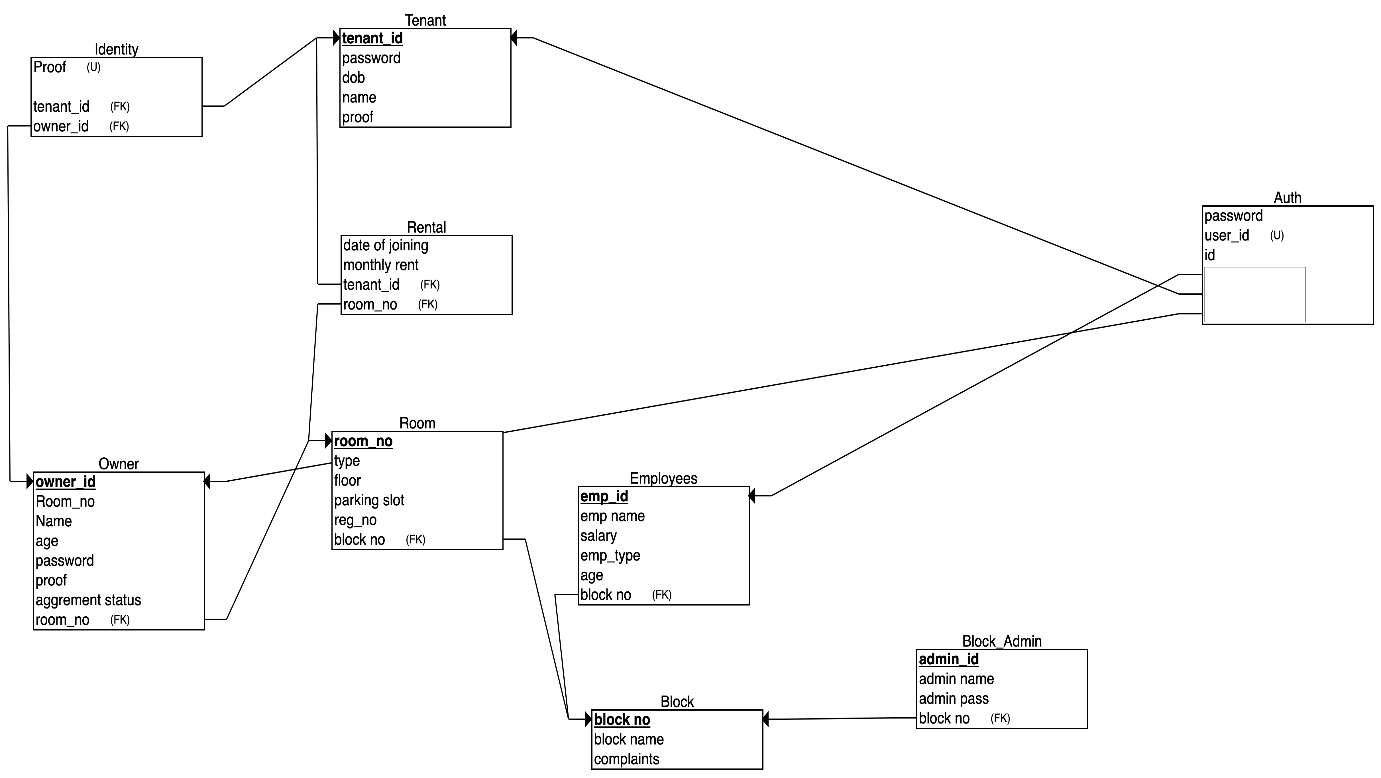 Tenant
tenant_id
password
dob
name
proof
Identity
Proof (U)
tenant_id (FK)
owner_id (FK)
Auth
password
user_id (U)
id
Rental
date of joining
monthly rent
tenant_id (FK)
room_no (FK)
Room
room_no
type
floor
parking slot
reg_no
block no (FK)
Owner
owner_id
Room_no
Name
age
password
proof
aggrement status
room_no (FK)
Employees
emp_id
emp name
salary
emp_type
age
block no (FK)
Block_Admin
admin_id
admin name
admin pass
block no (FK)
Block
block no
block name
complaints